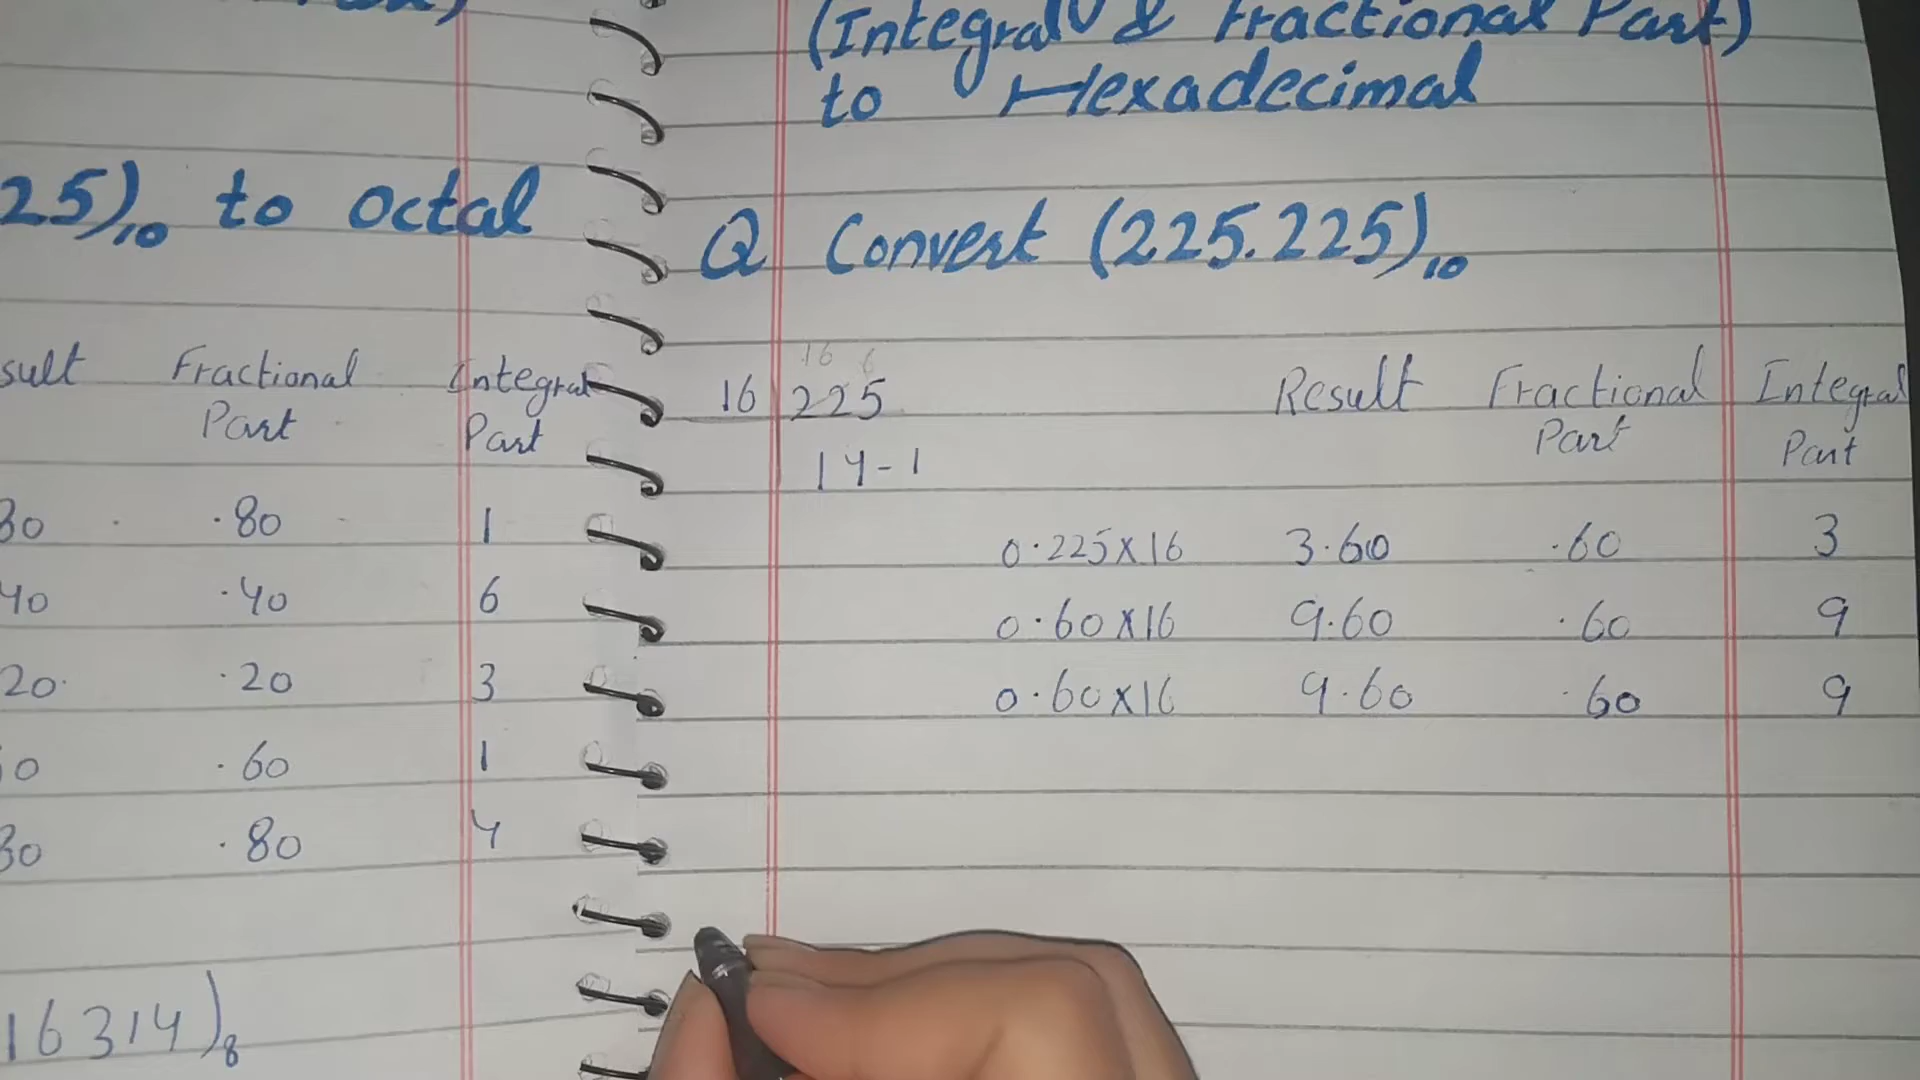 25)10 to Octal
sult Fractional Integral
Part Part
30 .80 1
40 .40 6
20. .20 3
.60 1
30 .80 4
16314)8
(Integral & Fractional Part)
to Hexadecimal
Q Convert (225.225)10
16 6
16 225 Result Fractional Integral
Part Part
14-1
0.225x16 3.60 .60 3
0.60x16 9.60 .60 9
0.60x16 9.60 .60 9